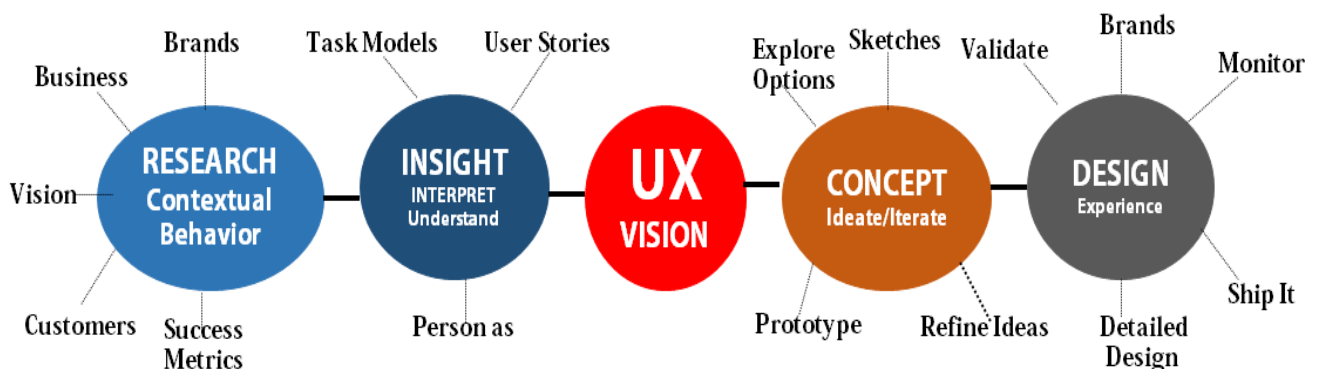 Brands
Business
Vision
Customers
Success
Metrics
RESEARCH
Contextual
Behavior
Task Models
User Stories
INSIGHT
INTERPRET
Understand
Person as
UX
VISION
Explore
Options
Sketches
CONCEPT
Ideate/Iterate
Prototype
Refine Ideas
Validate
Brands
Monitor
DESIGN
Experience
Ship It
Detailed
Design